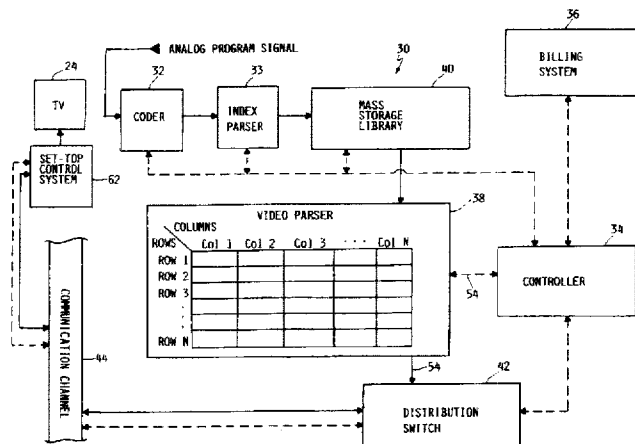 ANALOG PROGRAM SIGNAL
30
36
24
32
33
40
TV
CODER
INDEX
PARSER
MASS
STORAGE
LIBRARY
BILLING
SYSTEM
SET-TOP
CONTROL
SYSTEM
62
VIDEO PARSER
38
COLUMNS
ROWS
Col 1 Col 2 Col 3 · · · Col N
ROW 1
ROW 2
ROW 3
·
·
·
ROW N
34
CONTROLLER
54
COMMUNICATION CHANNEL
44
54
42
DISTRIBUTION
SWITCH